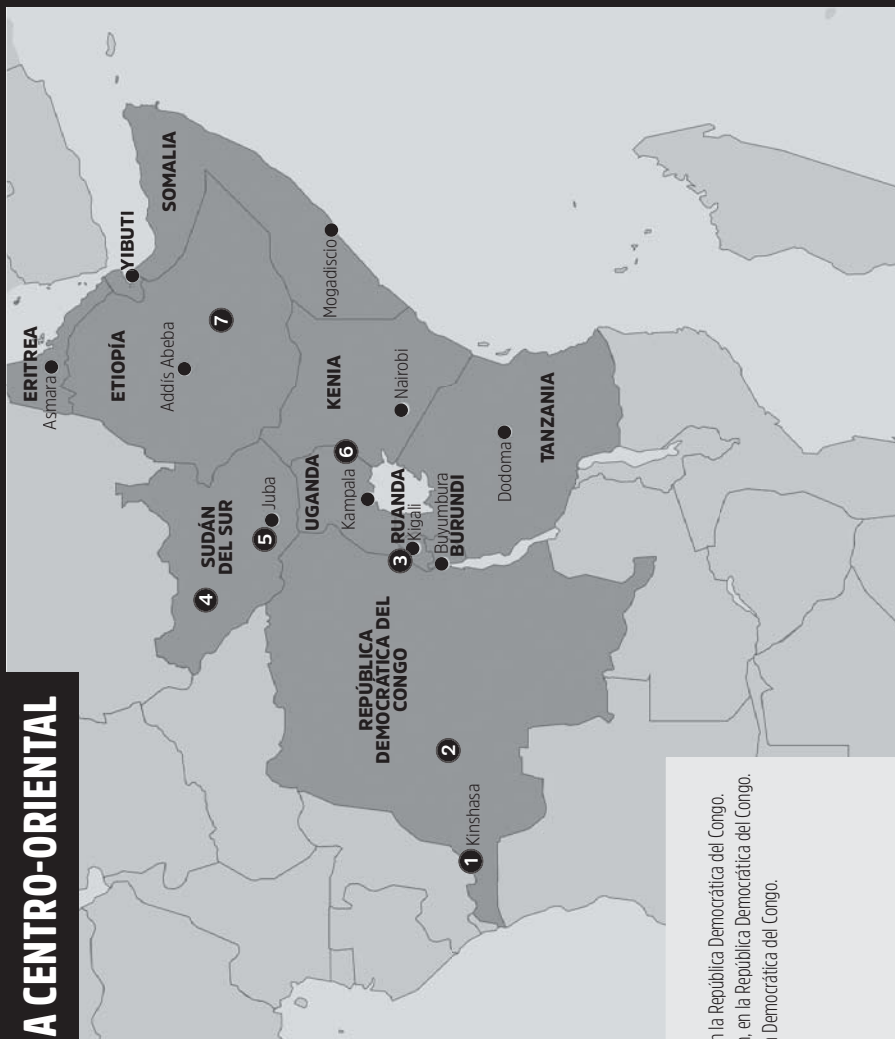 A CENTRO-ORIENTAL
ERITREA
Asmara
YIBUTI
SOMALIA
ETIOPÍA
Addís Abeba
7
Mogadiscio
SUDÁN
DEL SUR
4
5
Juba
UGANDA
Kampala
6
KENIA
Nairobi
RUANDA
3
Kigali
Buyumbura
BURUNDI
REPÚBLICA
DEMOCRÁTICA DEL
CONGO
2
1
Kinshasa
Dodoma
TANZANIA
la República Democrática del Congo.
, en la República Democrática del Congo.
Democrática del Congo.